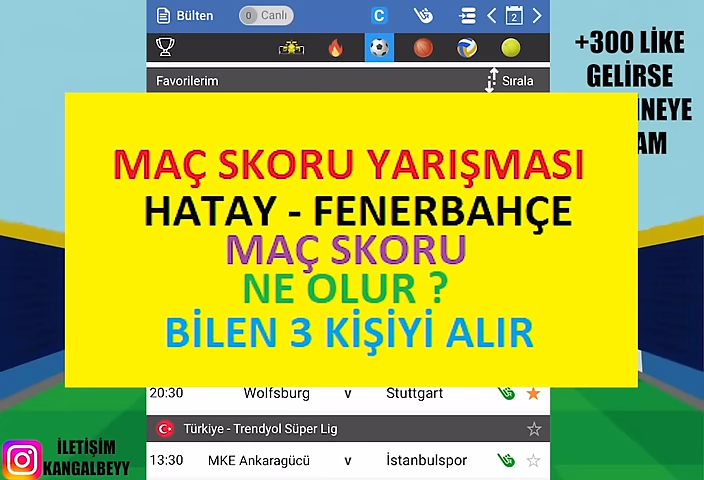 Bülten
0 Canlı
C
2
+300 LİKE
GELİRSE
Favorilerim
Sırala
MAÇ SKORU YARIŞMASI
HATAY - FENERBAHÇE
MAÇ SKORU
NE OLUR ?
BİLEN 3 KİŞİYİ ALIR
20:30 Wolfsburg v Stuttgart
Türkiye - Trendyol Süper Lig
13:30 MKE Ankaragücü v İstanbulspor
İLETİŞİM
KANGALBEYY